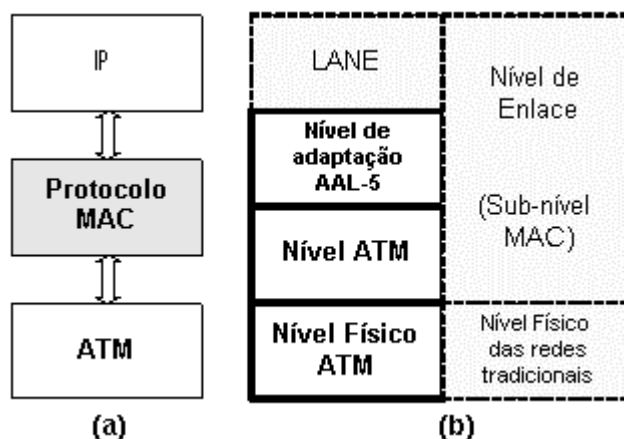 IP
Protocolo
MAC
ATM
(a)
LANE
Nível de
adaptação
AAL-5
Nível ATM
Nível Físico
ATM
Nível de
Enlace
(Sub-nível
MAC)
Nível Físico
das redes
tradicionais
(b)